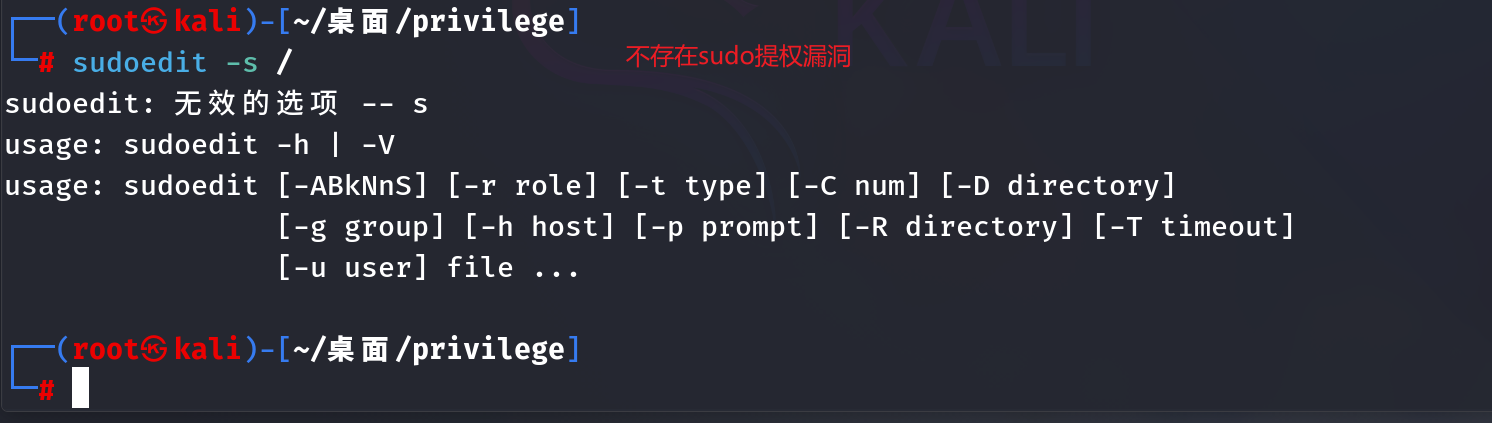 (root㉿kali)-[~/桌面/privilege]
# sudoedit -s /
不存在sudo提权漏洞
sudoedit: 无效的选项 -- s
usage: sudoedit -h | -V
usage: sudoedit [-ABkNnS] [-r role] [-t type] [-C num] [-D directory]
[-g group] [-h host] [-p prompt] [-R directory] [-T timeout]
[-u user] file ...
(root㉿kali)-[~/桌面/privilege]
#
KALI